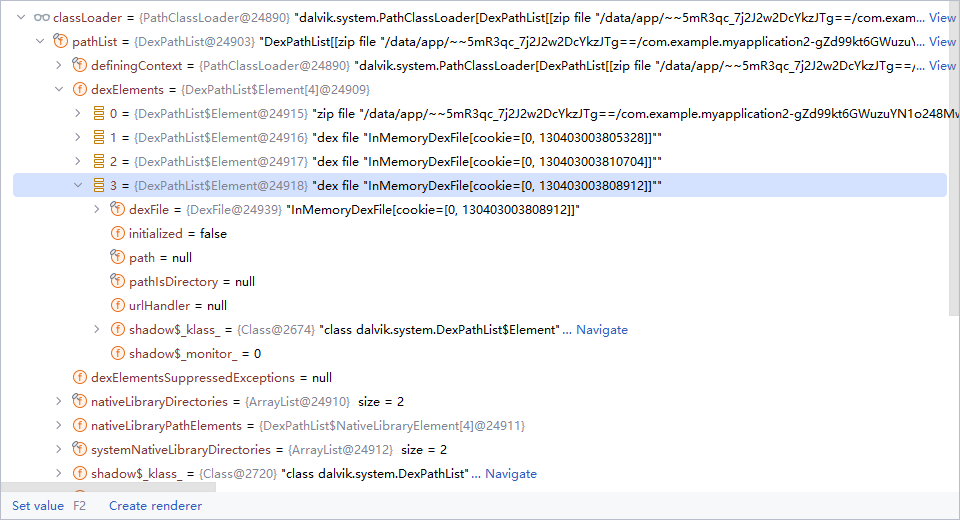 classLoader = {PathClassLoader@24890} "dalvik.system.PathClassLoader[DexPathList[[zip file "/data/app/~~5mR3qc_7j2J2w2DcYkzJTg==/com.exam... View
pathList = {DexPathList@24903} "DexPathList[[zip file "/data/app/~~5mR3qc_7j2J2w2DcYkzJTg==/com.example.myapplication2-gZd99kt6GWuzu\... View
definingContext = {PathClassLoader@24890} "dalvik.system.PathClassLoader[DexPathList[[zip file "/data/app/~~5mR3qc_7j2J2w2DcYkzJTg==/... View
dexElements = {DexPathList$Element[4]@24909}
0 = {DexPathList$Element@24915} "zip file "/data/app/~~5mR3qc_7j2J2w2DcYkzJTg==/com.example.myapplication2-gZd99kt6GWuzuYN1o248Mv
1 = {DexPathList$Element@24916} "dex file "InMemoryDexFile[cookie=[0, 130403003805328]]""
2 = {DexPathList$Element@24917} "dex file "InMemoryDexFile[cookie=[0, 130403003810704]]""
3 = {DexPathList$Element@24918} "dex file "InMemoryDexFile[cookie=[0, 130403003808912]]""
dexFile = {DexFile@24939} "InMemoryDexFile[cookie=[0, 130403003808912]]"
initialized = false
path = null
pathIsDirectory = null
urlHandler = null
shadow$_klass_ = {Class@2674} "class dalvik.system.DexPathList$Element" ... Navigate
shadow$_monitor_ = 0
dexElementsSuppressedExceptions = null
nativeLibraryDirectories = {ArrayList@24910} size = 2
nativeLibraryPathElements = {DexPathList$NativeLibraryElement[4]@24911}
systemNativeLibraryDirectories = {ArrayList@24912} size = 2
shadow$_klass_ = {Class@2720} "class dalvik.system.DexPathList" ... Navigate
Set value F2 Create renderer